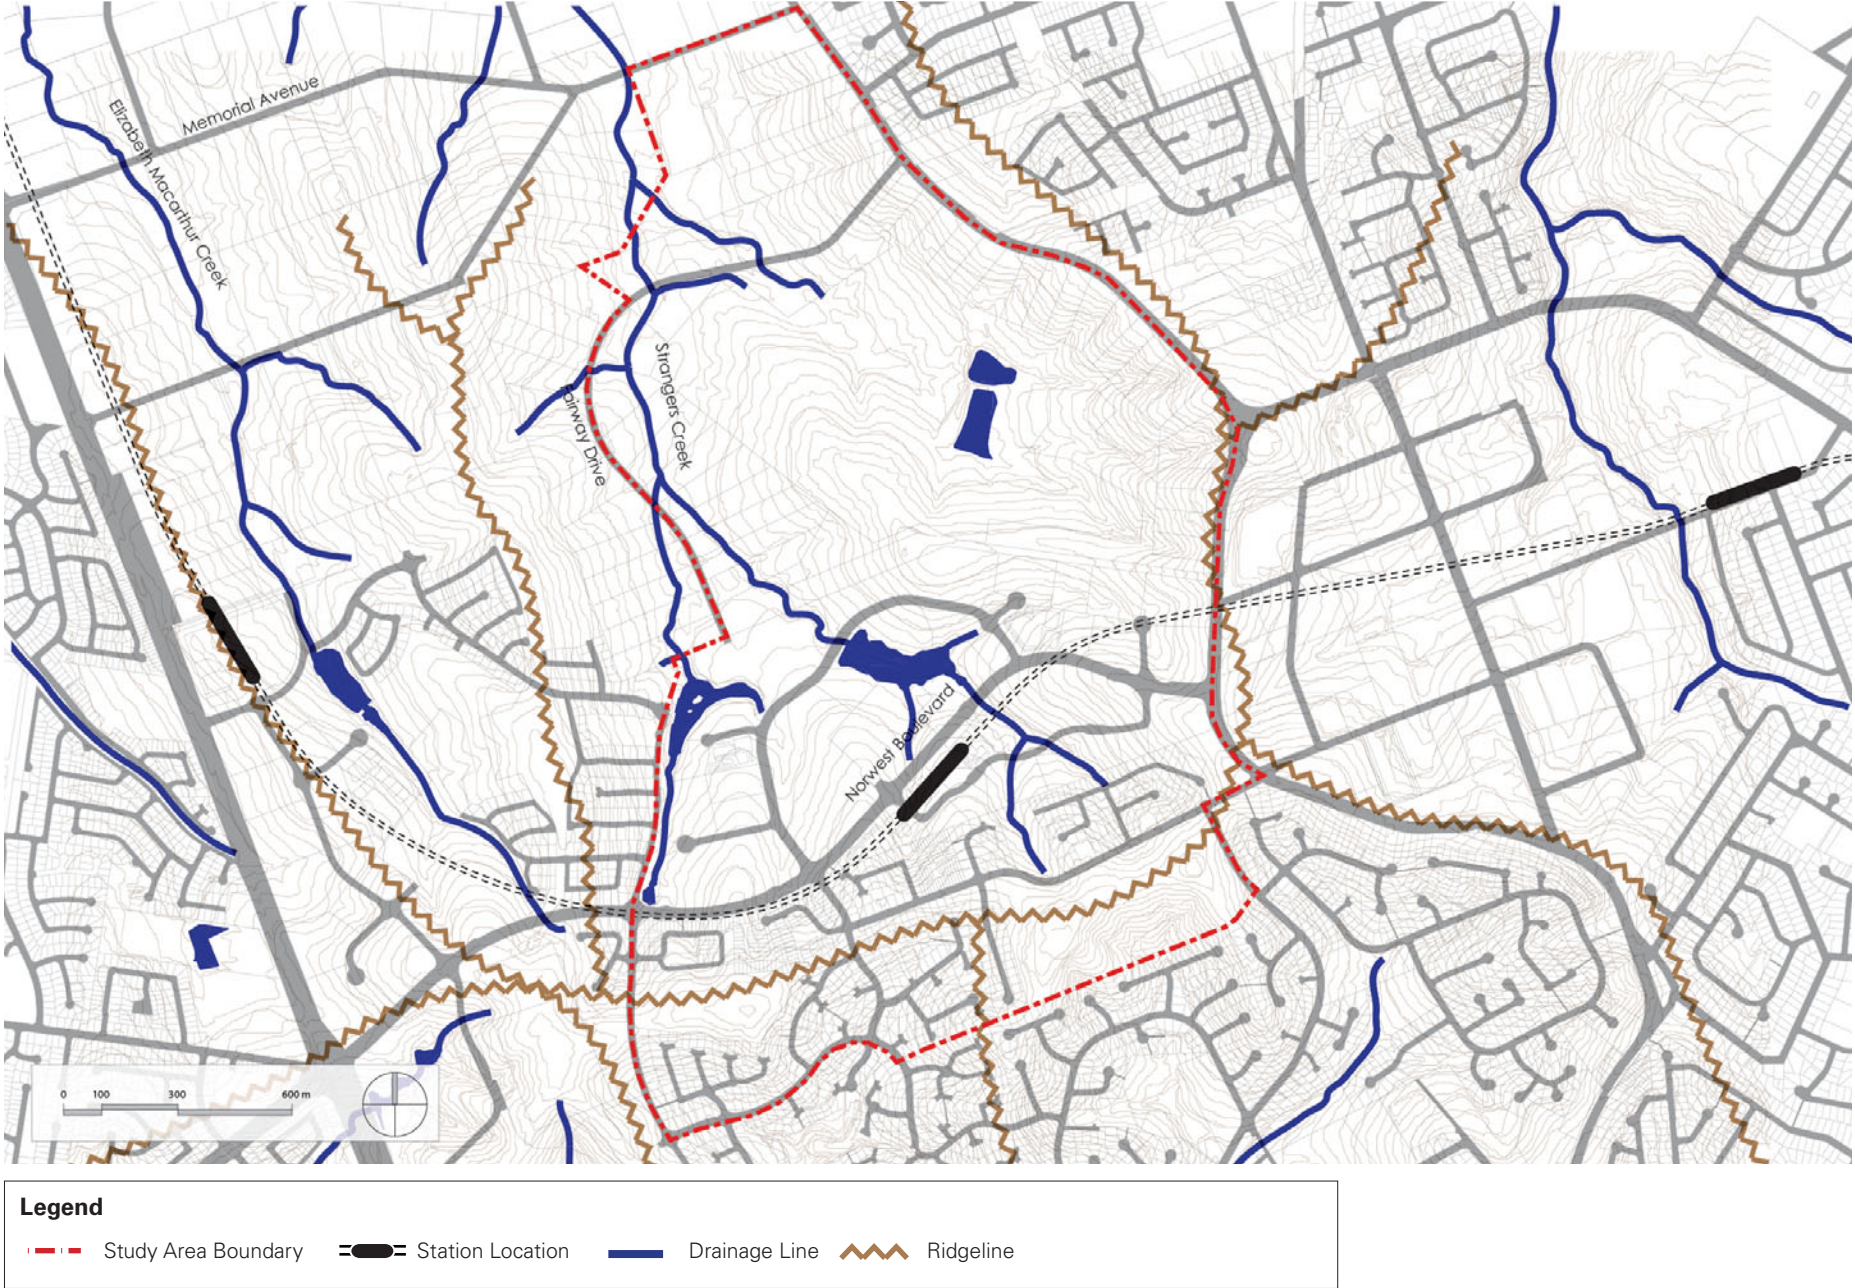 Memorial Avenue
Elizabeth Macarthur Creek
Strangers Creek
Fairway Drive
Norwest Boulevard
0 100 300 600 m
Legend
Study Area Boundary Station Location Drainage Line Ridgeline